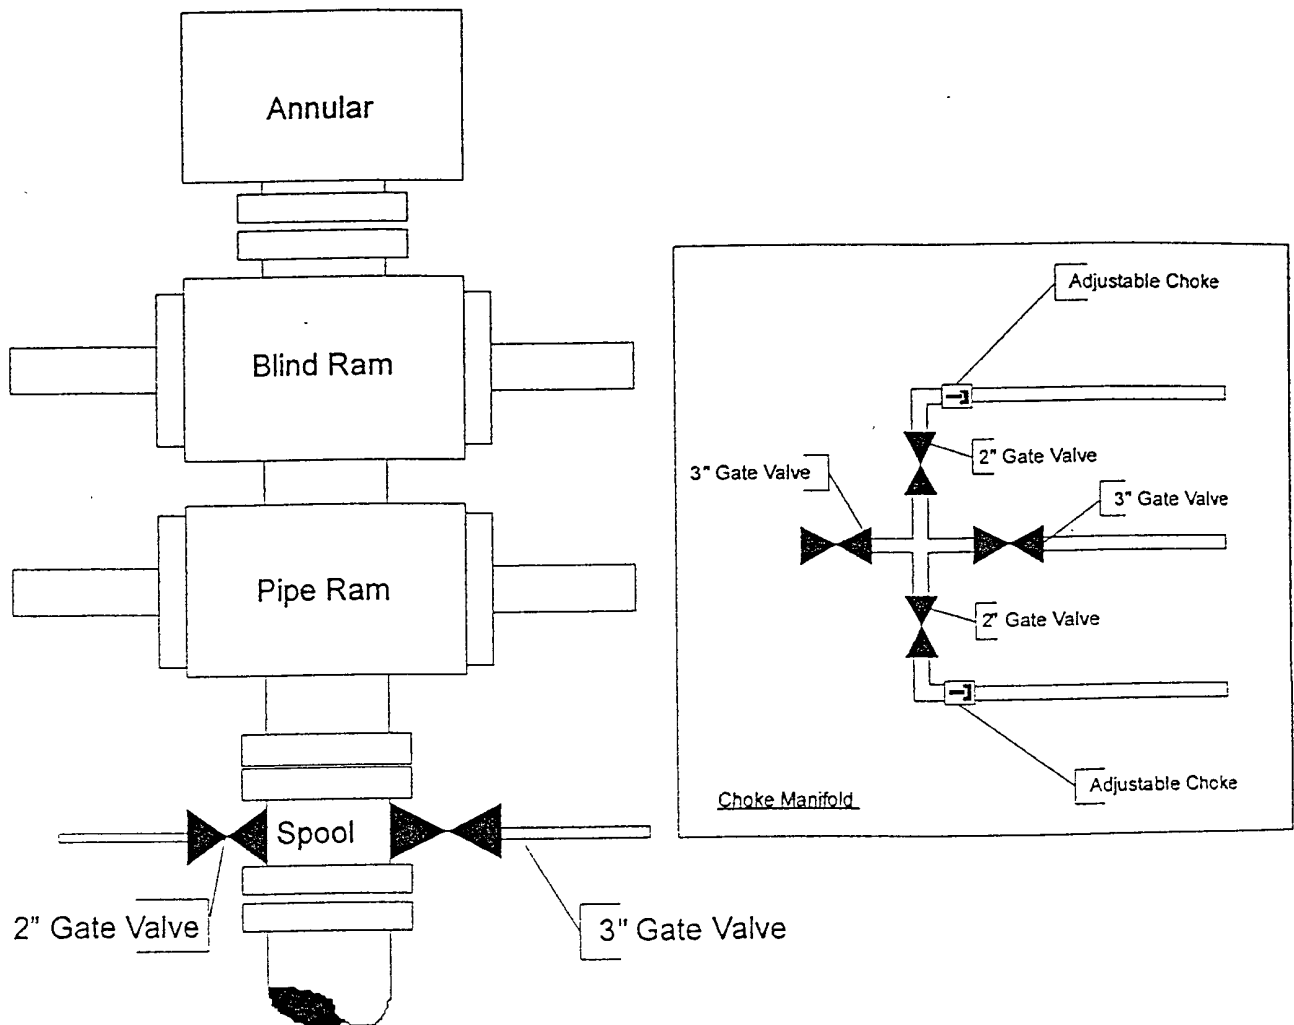 Annular
Blind Ram
Pipe Ram
Spool
2" Gate Valve
3" Gate Valve
Adjustable Choke
2" Gate Valve
3" Gate Valve
3" Gate Valve
2" Gate Valve
Adjustable Choke
Choke Manifold